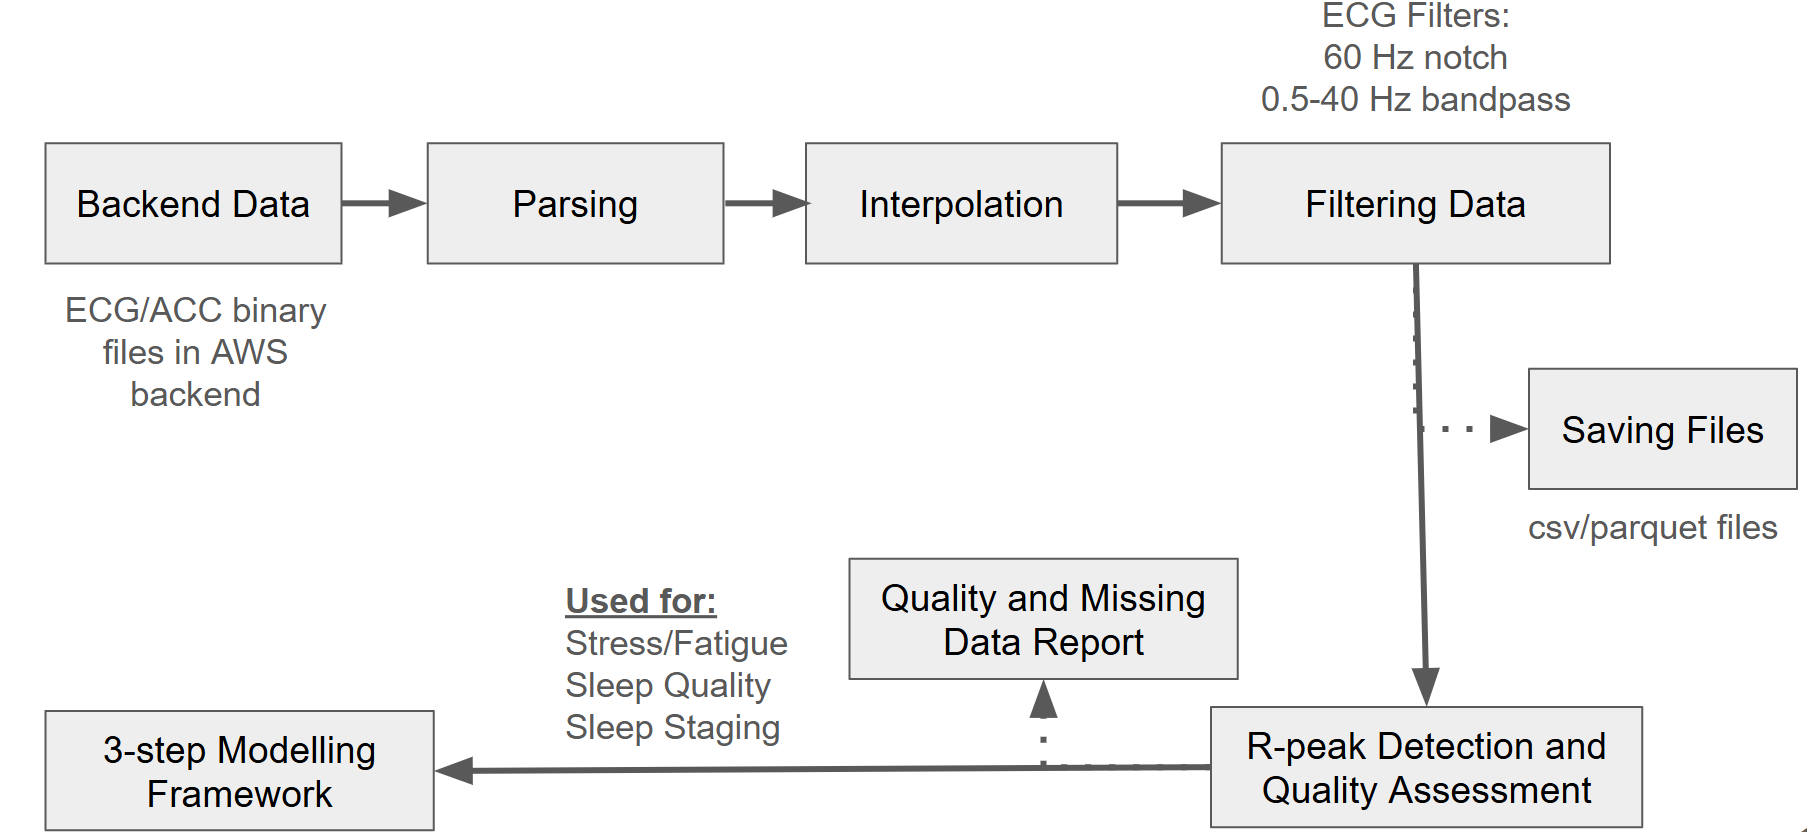 ECG Filters:
60 Hz notch
0.5-40 Hz bandpass
Backend Data
Parsing
Interpolation
Filtering Data
ECG/ACC binary
files in AWS
backend
Saving Files
csv/parquet files
Quality and Missing
Data Report
Used for:
Stress/Fatigue
Sleep Quality
Sleep Staging
3-step Modelling
Framework
R-peak Detection and
Quality Assessment